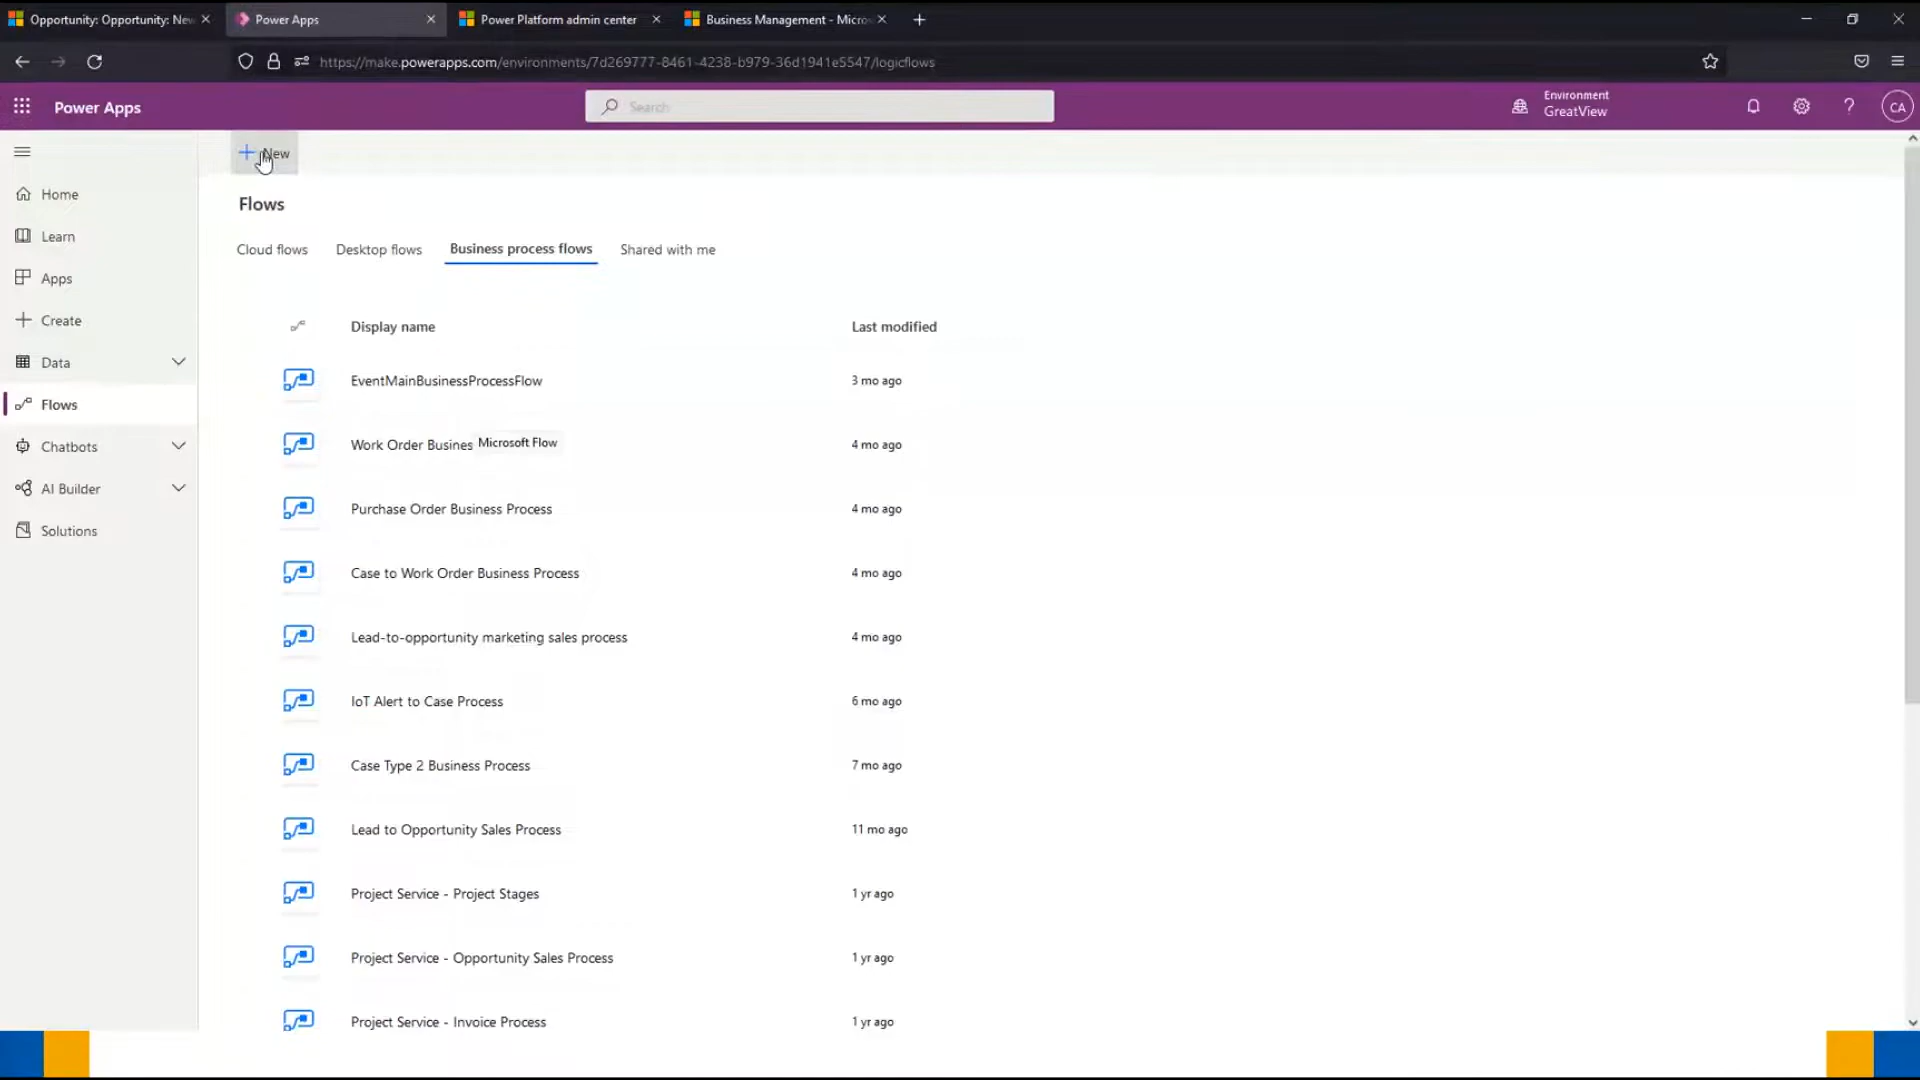 Opportunity: Opportunity: New
Power Apps
Power Platform admin center
Business Management - Micros
https://make.powerapps.com/environments/7d269777-8461-4238-b979-36d1941e5547/logicflows
Power Apps
Search
Environment
GreatView
?
CA
New
Home
Learn
Apps
Create
Data
Flows
Chatbots
AI Builder
Solutions
Flows
Cloud flows
Desktop flows
Business process flows
Shared with me
Display name
Last modified
EventMainBusinessProcessFlow
3 mo ago
Work Order Busines
Microsoft Flow
4 mo ago
Purchase Order Business Process
4 mo ago
Case to Work Order Business Process
4 mo ago
Lead-to-opportunity marketing sales process
4 mo ago
IoT Alert to Case Process
6 mo ago
Case Type 2 Business Process
7 mo ago
Lead to Opportunity Sales Process
11 mo ago
Project Service - Project Stages
1 yr ago
Project Service - Opportunity Sales Process
1 yr ago
Project Service - Invoice Process
1 yr ago